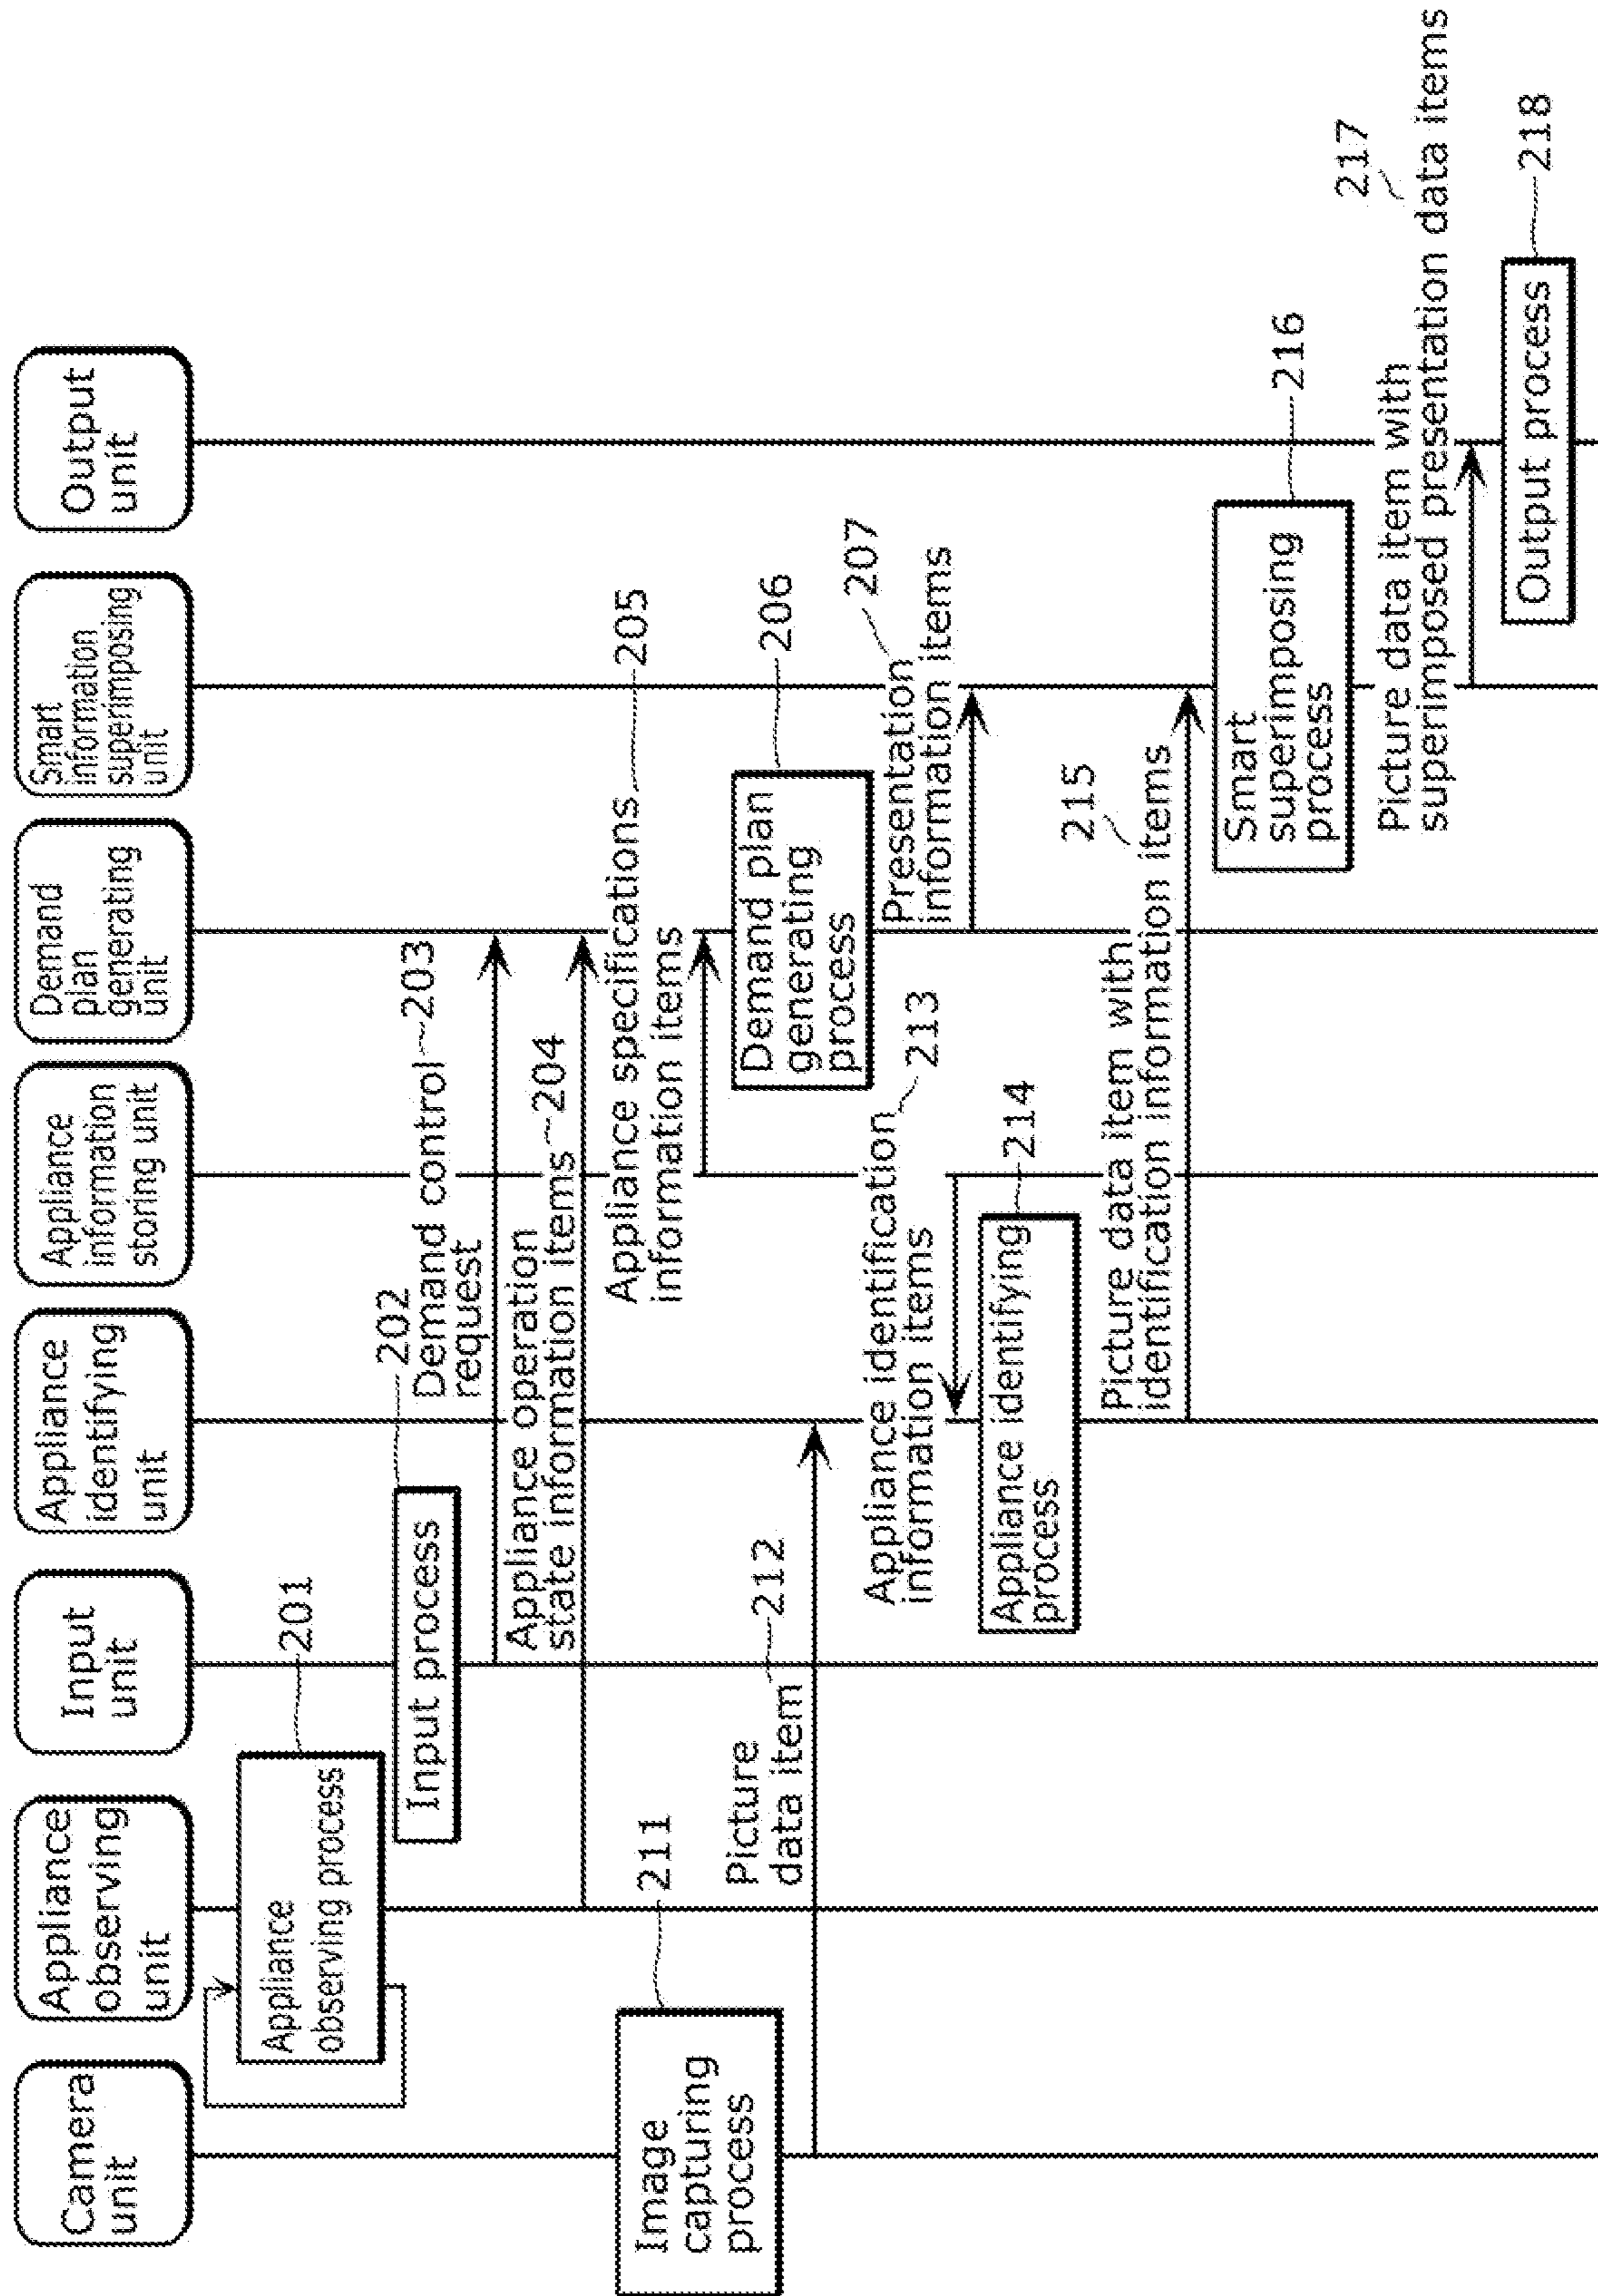 Camera
unit
Appliance
observing
unit
Input
unit
Appliance
identifying
unit
Appliance
information
storing unit
Demand
plan
generating
unit
Smart
information
superimposing
unit
Output
unit
201
Appliance
observing process
202
Input process
Demand control 203
request
Appliance operation
state information items 204
Appliance specifications 205
information items
211
Image
capturing
process
206
Demand plan
generating
process
Picture
data item 212
207
Presentation
information items
Appliance identification 213
information items
214
Appliance identifying
process
215
Picture data item with
identification information items
216
Smart
superimposing
process
217
Picture data item with
superimposed presentation data items
218
Output process